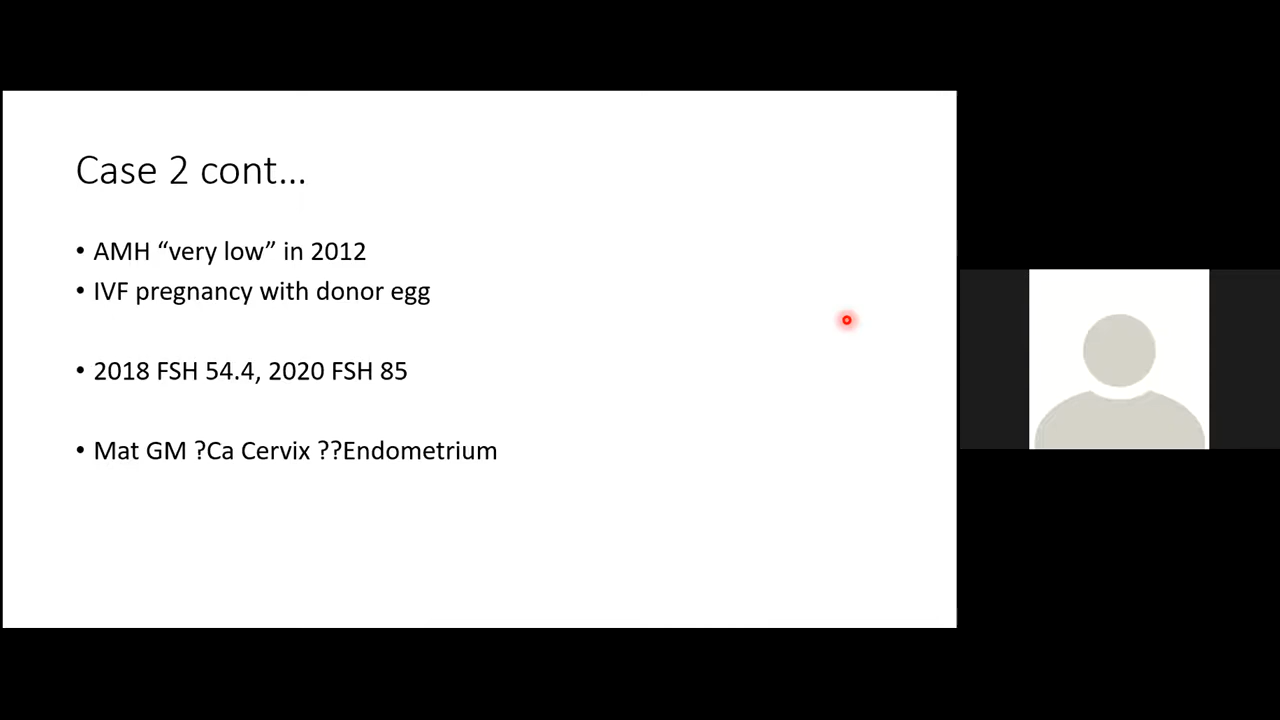 Case 2 cont...
• AMH “very low” in 2012
• IVF pregnancy with donor egg
• 2018 FSH 54.4, 2020 FSH 85
• Mat GM ?Ca Cervix ??Endometrium